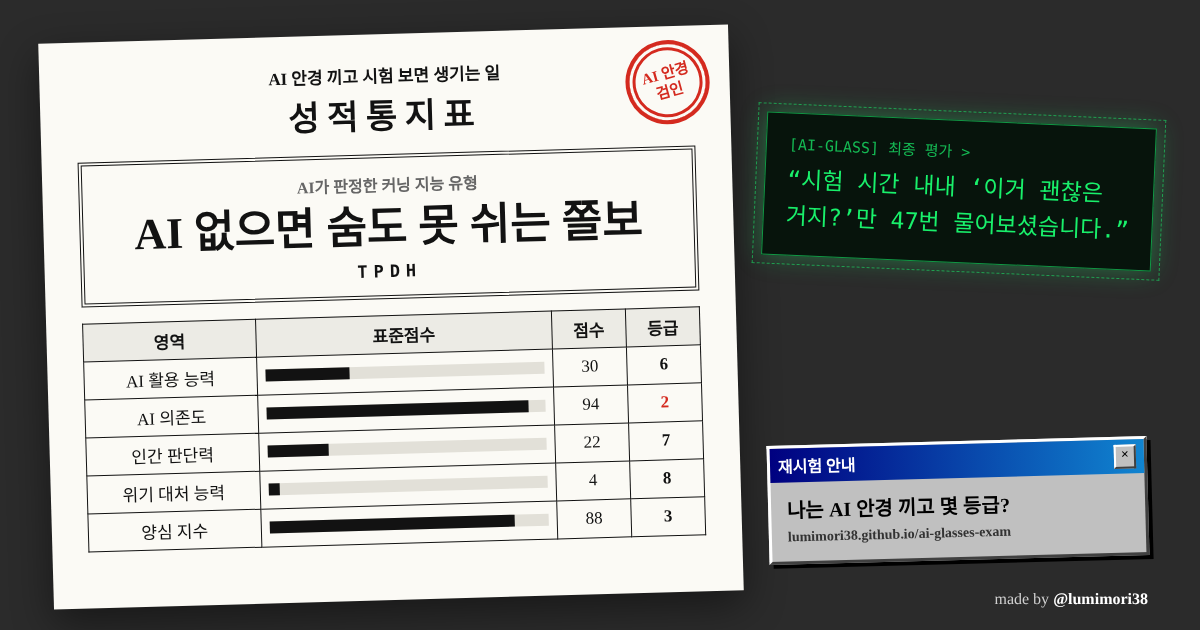 AI 안경 끼고 시험 보면 생기는 일
성적통지표
AI 안경
검인
AI가 판정한 커닝 지능 유형
AI 없으면 숨도 못 쉬는 쫄보
TPDH
영역 표준점수 점수 등급
AI 활용 능력 30 6
AI 의존도 94 2
인간 판단력 22 7
위기 대처 능력 4 8
양심 지수 88 3
[AI-GLASS] 최종 평가 >
“시험 시간 내내 ‘이거 괜찮은
거지?’만 47번 물어보셨습니다.”
재시험 안내 ×
나는 AI 안경 끼고 몇 등급?
lumimori38.github.io/ai-glasses-exam
made by @lumimori38